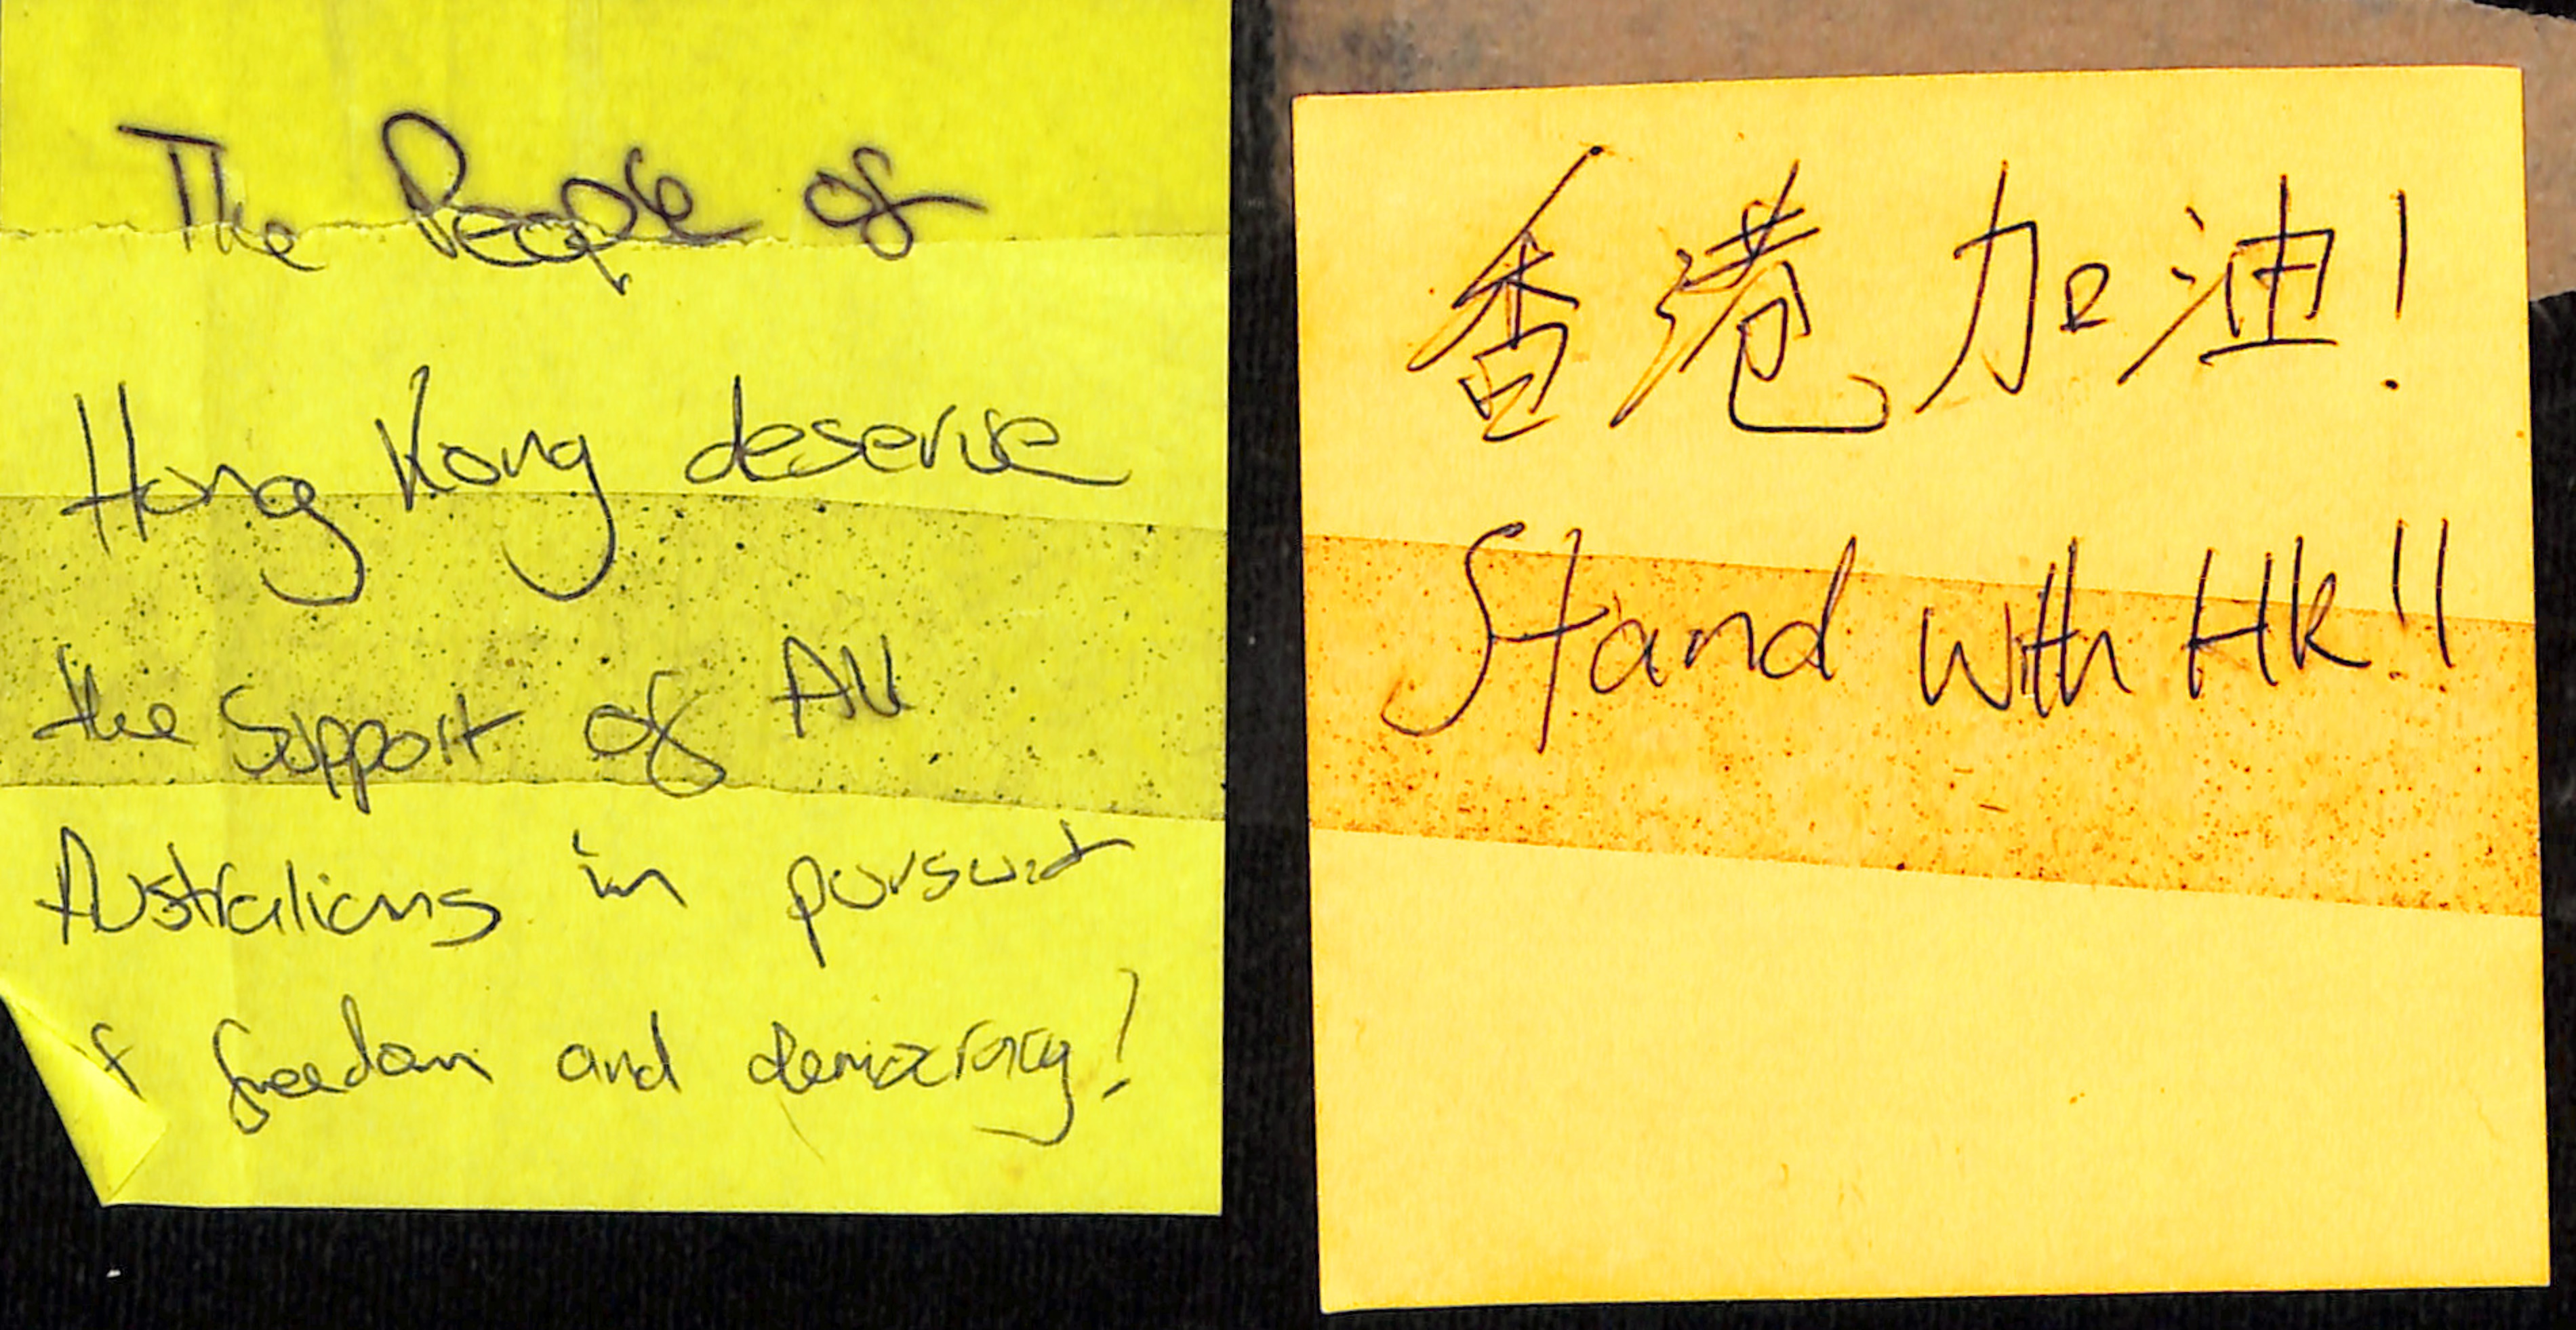 The People of
Hong Kong deserve
the Support of All
Australians in pursuit
f freedom and democracy!
香港加油!
Stand with HK!!